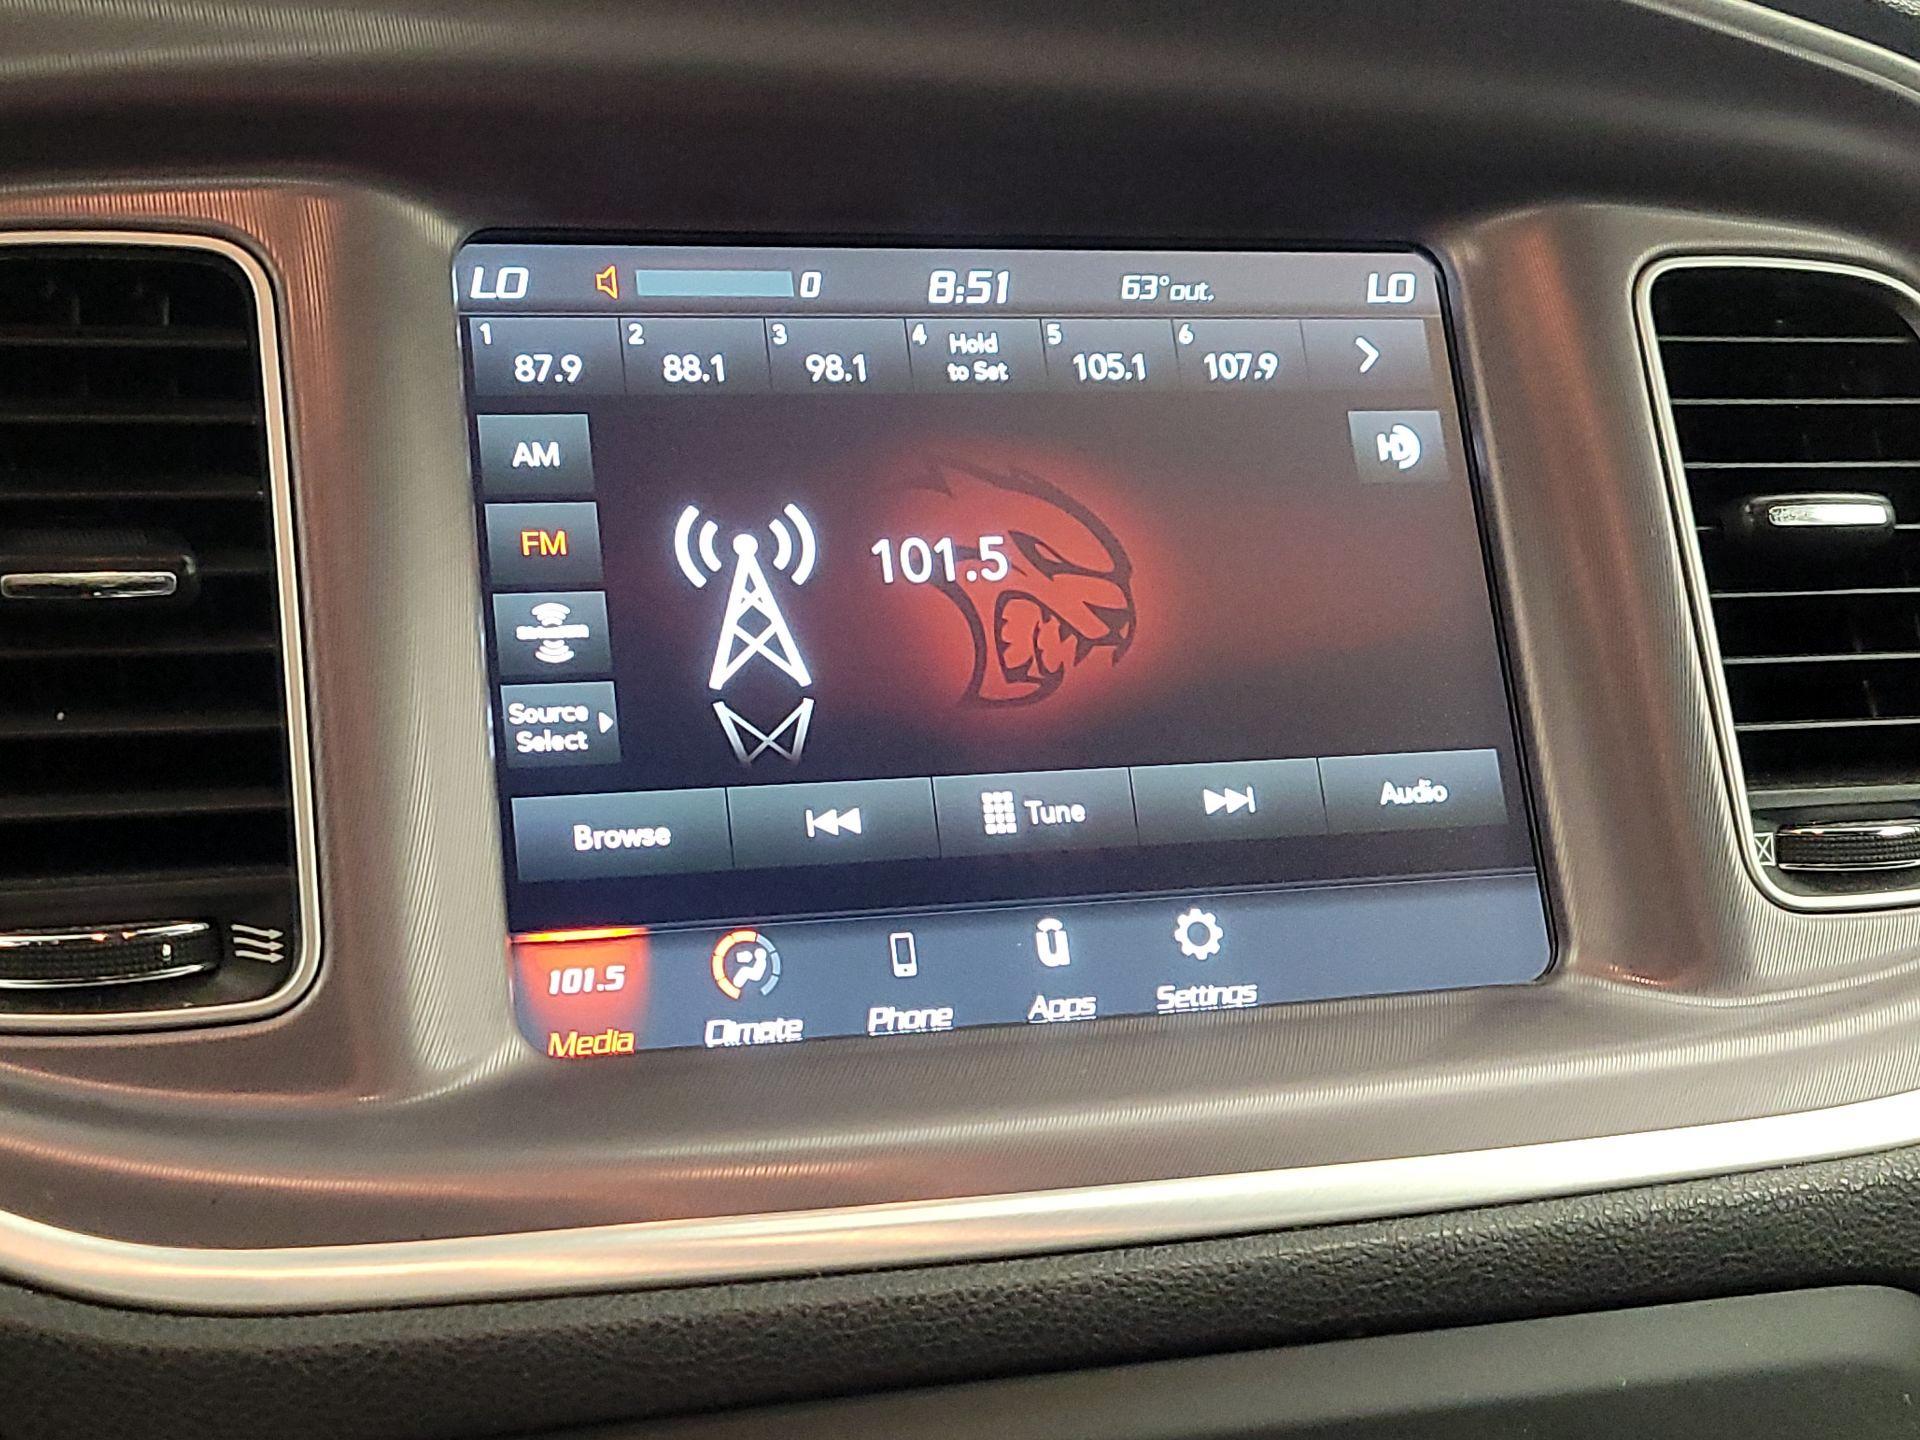 LO 0 8:51 63°out. LO
1 87.9 2 88.1 3 98.1 4 Hold to Set 5 105.1 6 107.9
AM
HD
FM
101.5
Source
Select
Browse Tune Audio
101.5
Media Climate Phone Apps Settings